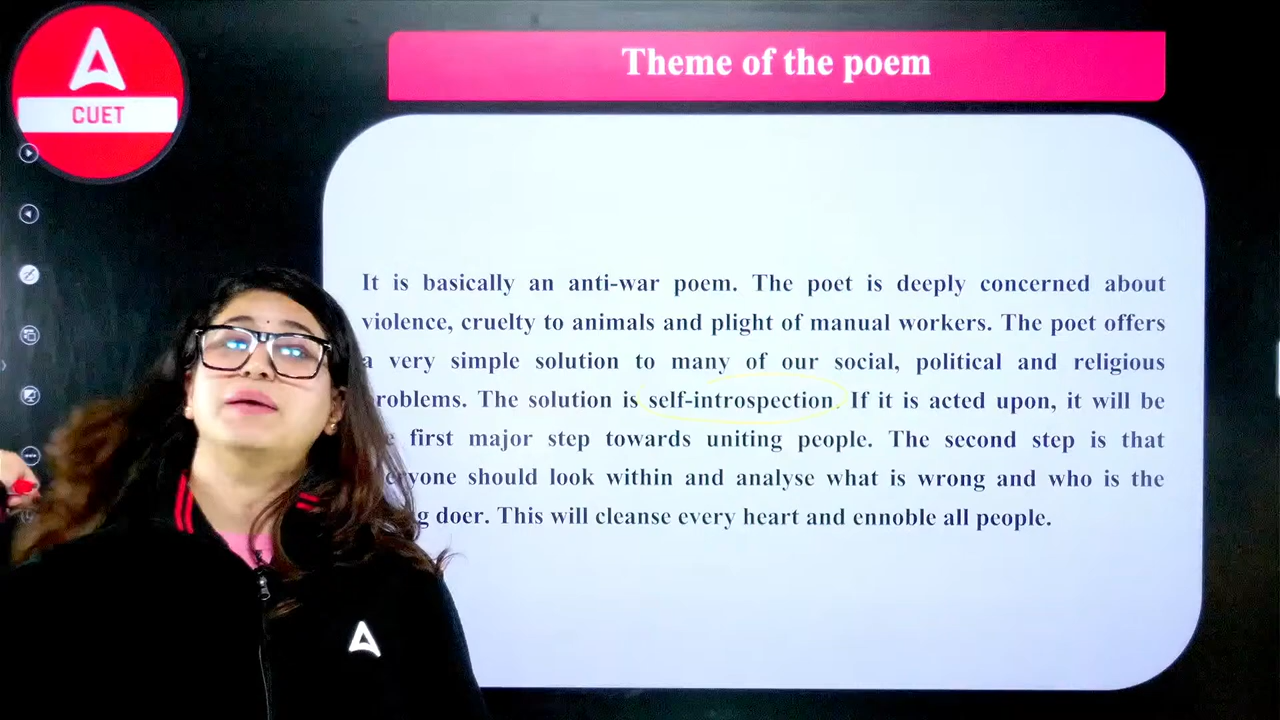 CUET
Theme of the poem
It is basically an anti-war poem. The poet is deeply concerned about
violence, cruelty to animals and plight of manual workers. The poet offers
a very simple solution to many of our social, political and religious
problems. The solution is self-introspection. If it is acted upon, it will be
first major step towards uniting people. The second step is that
everyone should look within and analyse what is wrong and who is the
doer. This will cleanse every heart and ennoble all people.